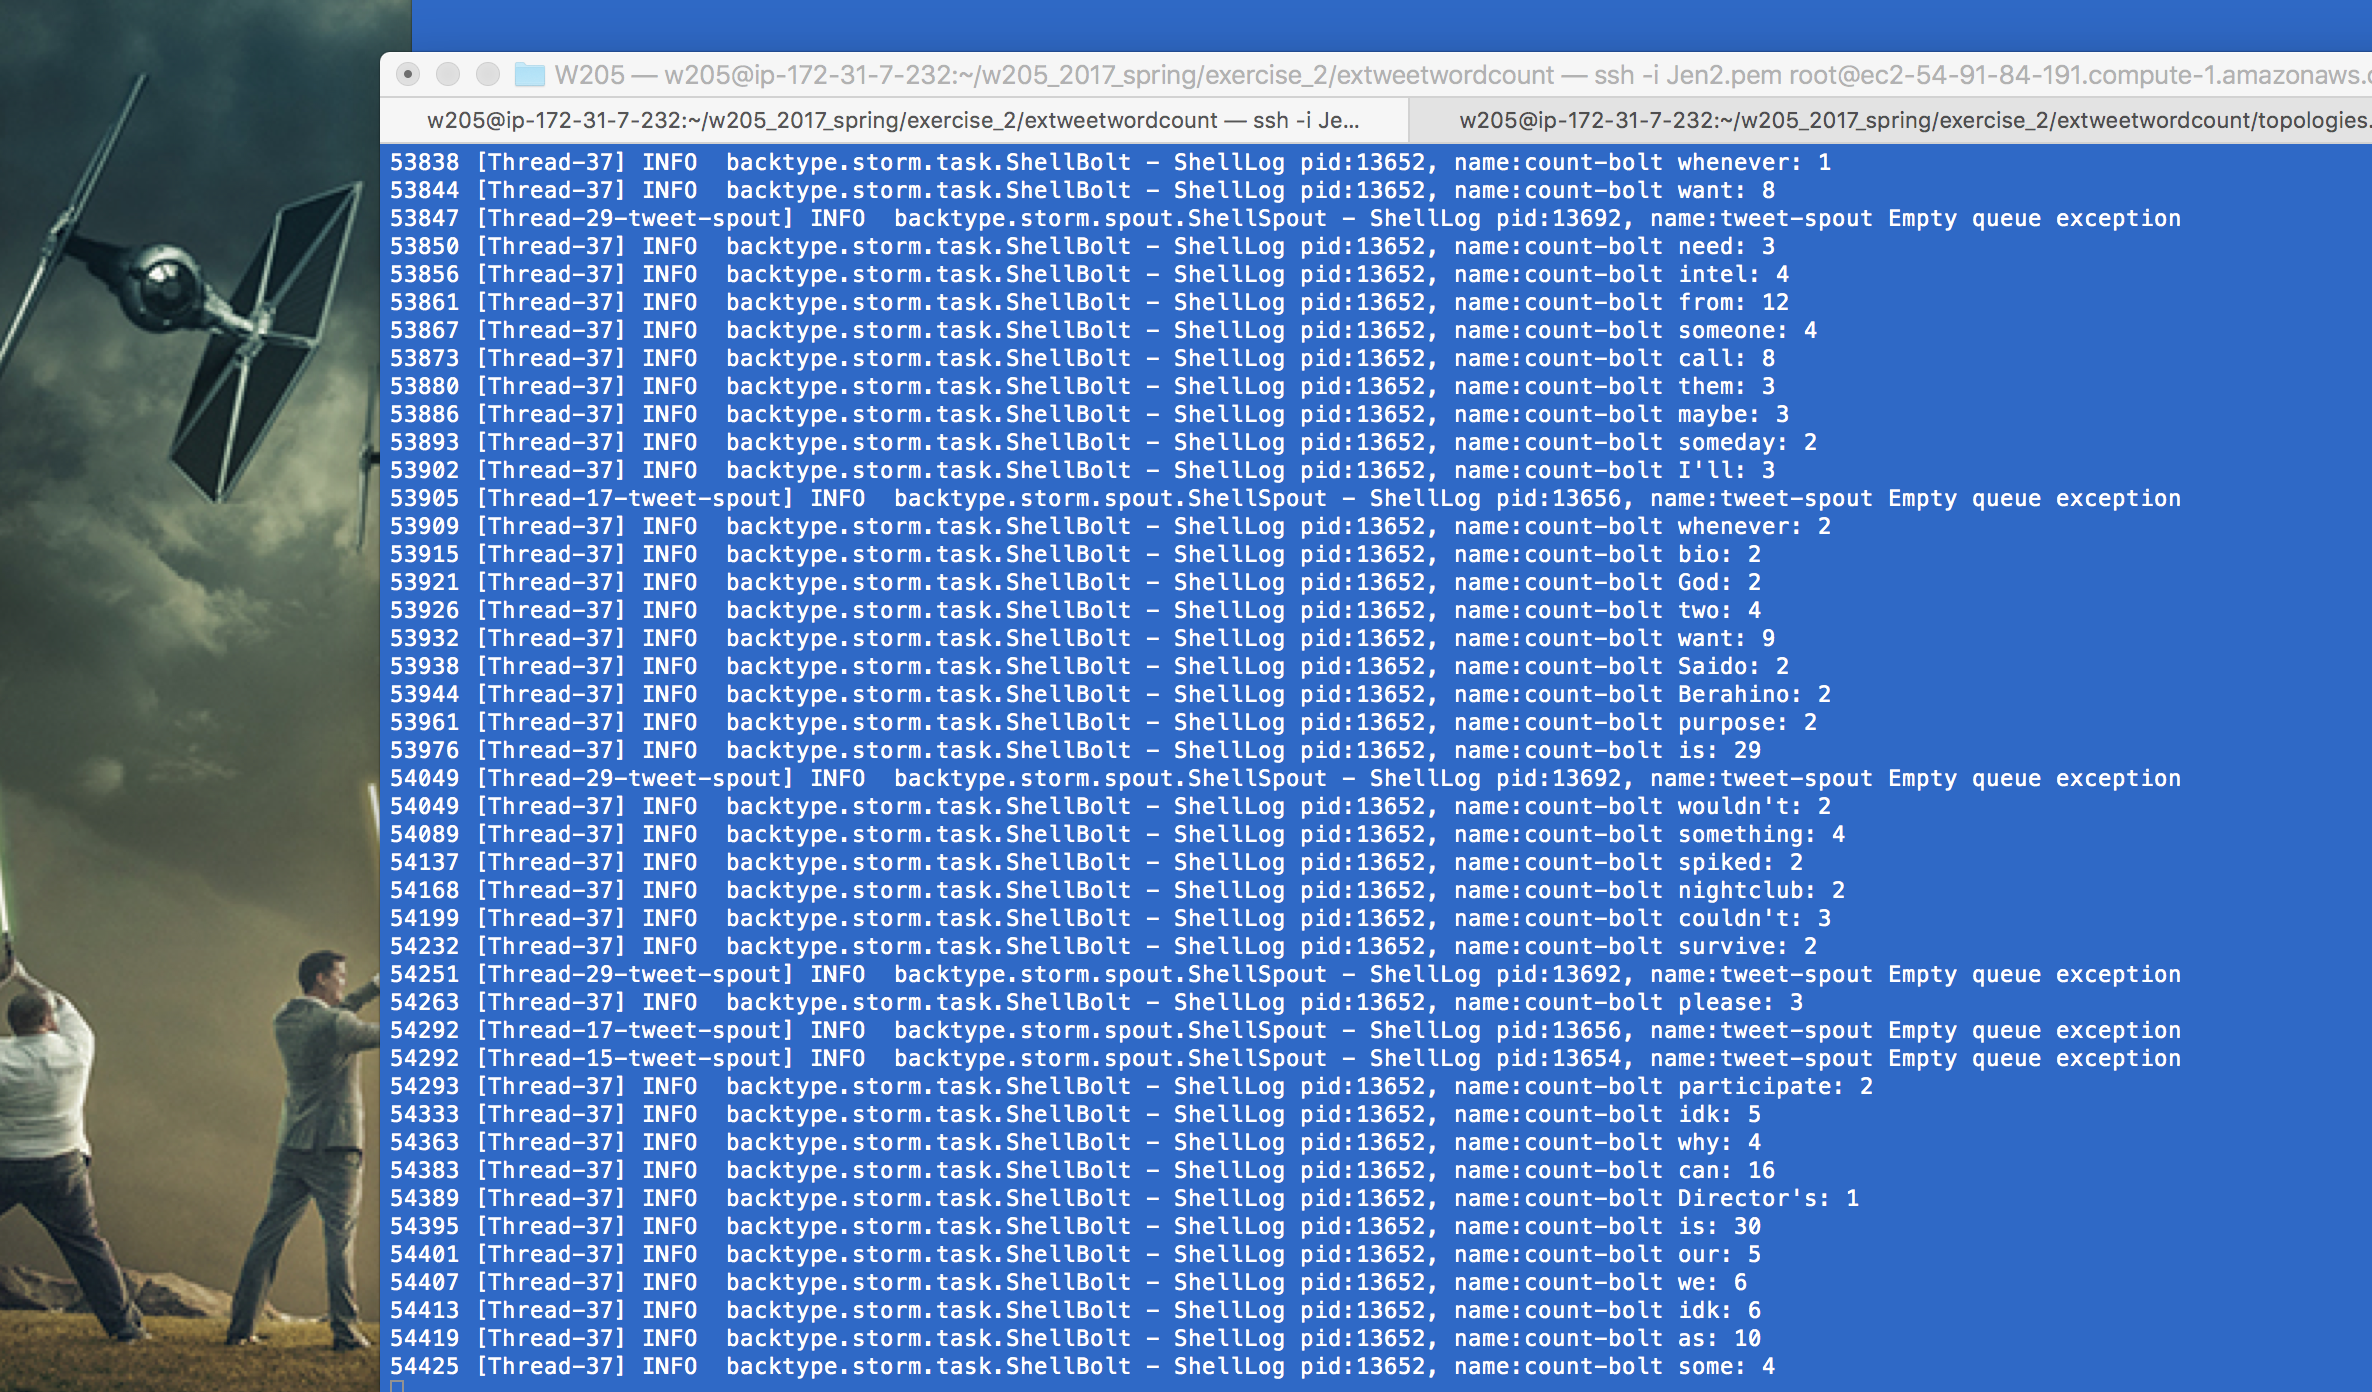 W205 — w205@ip-172-31-7-232:~/w205_2017_spring/exercise_2/extweetwordcount — ssh -i Jen2.pem root@ec2-54-91-84-191.compute-1.amazonaws.
w205@ip-172-31-7-232:~/w205_2017_spring/exercise_2/extweetwordcount — ssh -i Je... w205@ip-172-31-7-232:~/w205_2017_spring/exercise_2/extweetwordcount/topologies.
53838 [Thread-37] INFO  backtype.storm.task.ShellBolt - ShellLog pid:13652, name:count-bolt whenever: 1
53844 [Thread-37] INFO  backtype.storm.task.ShellBolt - ShellLog pid:13652, name:count-bolt want: 8
53847 [Thread-29-tweet-spout] INFO  backtype.storm.spout.ShellSpout - ShellLog pid:13692, name:tweet-spout Empty queue exception
53850 [Thread-37] INFO  backtype.storm.task.ShellBolt - ShellLog pid:13652, name:count-bolt need: 3
53856 [Thread-37] INFO  backtype.storm.task.ShellBolt - ShellLog pid:13652, name:count-bolt intel: 4
53861 [Thread-37] INFO  backtype.storm.task.ShellBolt - ShellLog pid:13652, name:count-bolt from: 12
53867 [Thread-37] INFO  backtype.storm.task.ShellBolt - ShellLog pid:13652, name:count-bolt someone: 4
53873 [Thread-37] INFO  backtype.storm.task.ShellBolt - ShellLog pid:13652, name:count-bolt call: 8
53880 [Thread-37] INFO  backtype.storm.task.ShellBolt - ShellLog pid:13652, name:count-bolt them: 3
53886 [Thread-37] INFO  backtype.storm.task.ShellBolt - ShellLog pid:13652, name:count-bolt maybe: 3
53893 [Thread-37] INFO  backtype.storm.task.ShellBolt - ShellLog pid:13652, name:count-bolt someday: 2
53902 [Thread-37] INFO  backtype.storm.task.ShellBolt - ShellLog pid:13652, name:count-bolt I'll: 3
53905 [Thread-17-tweet-spout] INFO  backtype.storm.spout.ShellSpout - ShellLog pid:13656, name:tweet-spout Empty queue exception
53909 [Thread-37] INFO  backtype.storm.task.ShellBolt - ShellLog pid:13652, name:count-bolt whenever: 2
53915 [Thread-37] INFO  backtype.storm.task.ShellBolt - ShellLog pid:13652, name:count-bolt bio: 2
53921 [Thread-37] INFO  backtype.storm.task.ShellBolt - ShellLog pid:13652, name:count-bolt God: 2
53926 [Thread-37] INFO  backtype.storm.task.ShellBolt - ShellLog pid:13652, name:count-bolt two: 4
53932 [Thread-37] INFO  backtype.storm.task.ShellBolt - ShellLog pid:13652, name:count-bolt want: 9
53938 [Thread-37] INFO  backtype.storm.task.ShellBolt - ShellLog pid:13652, name:count-bolt Saido: 2
53944 [Thread-37] INFO  backtype.storm.task.ShellBolt - ShellLog pid:13652, name:count-bolt Berahino: 2
53961 [Thread-37] INFO  backtype.storm.task.ShellBolt - ShellLog pid:13652, name:count-bolt purpose: 2
53976 [Thread-37] INFO  backtype.storm.task.ShellBolt - ShellLog pid:13652, name:count-bolt is: 29
54049 [Thread-29-tweet-spout] INFO  backtype.storm.spout.ShellSpout - ShellLog pid:13692, name:tweet-spout Empty queue exception
54049 [Thread-37] INFO  backtype.storm.task.ShellBolt - ShellLog pid:13652, name:count-bolt wouldn't: 2
54089 [Thread-37] INFO  backtype.storm.task.ShellBolt - ShellLog pid:13652, name:count-bolt something: 4
54137 [Thread-37] INFO  backtype.storm.task.ShellBolt - ShellLog pid:13652, name:count-bolt spiked: 2
54168 [Thread-37] INFO  backtype.storm.task.ShellBolt - ShellLog pid:13652, name:count-bolt nightclub: 2
54199 [Thread-37] INFO  backtype.storm.task.ShellBolt - ShellLog pid:13652, name:count-bolt couldn't: 3
54232 [Thread-37] INFO  backtype.storm.task.ShellBolt - ShellLog pid:13652, name:count-bolt survive: 2
54251 [Thread-29-tweet-spout] INFO  backtype.storm.spout.ShellSpout - ShellLog pid:13692, name:tweet-spout Empty queue exception
54263 [Thread-37] INFO  backtype.storm.task.ShellBolt - ShellLog pid:13652, name:count-bolt please: 3
54292 [Thread-17-tweet-spout] INFO  backtype.storm.spout.ShellSpout - ShellLog pid:13656, name:tweet-spout Empty queue exception
54292 [Thread-15-tweet-spout] INFO  backtype.storm.spout.ShellSpout - ShellLog pid:13654, name:tweet-spout Empty queue exception
54293 [Thread-37] INFO  backtype.storm.task.ShellBolt - ShellLog pid:13652, name:count-bolt participate: 2
54333 [Thread-37] INFO  backtype.storm.task.ShellBolt - ShellLog pid:13652, name:count-bolt idk: 5
54363 [Thread-37] INFO  backtype.storm.task.ShellBolt - ShellLog pid:13652, name:count-bolt why: 4
54383 [Thread-37] INFO  backtype.storm.task.ShellBolt - ShellLog pid:13652, name:count-bolt can: 16
54389 [Thread-37] INFO  backtype.storm.task.ShellBolt - ShellLog pid:13652, name:count-bolt Director's: 1
54395 [Thread-37] INFO  backtype.storm.task.ShellBolt - ShellLog pid:13652, name:count-bolt is: 30
54401 [Thread-37] INFO  backtype.storm.task.ShellBolt - ShellLog pid:13652, name:count-bolt our: 5
54407 [Thread-37] INFO  backtype.storm.task.ShellBolt - ShellLog pid:13652, name:count-bolt we: 6
54413 [Thread-37] INFO  backtype.storm.task.ShellBolt - ShellLog pid:13652, name:count-bolt idk: 6
54419 [Thread-37] INFO  backtype.storm.task.ShellBolt - ShellLog pid:13652, name:count-bolt as: 10
54425 [Thread-37] INFO  backtype.storm.task.ShellBolt - ShellLog pid:13652, name:count-bolt some: 4